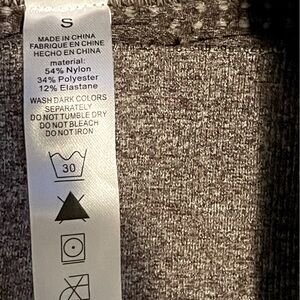 S
MADE IN CHINA
FABRIQUE EN CHINE
HECHO EN CHINA
material:
54% Nylon
34% Polyester
12% Elastane
WASH DARK COLORS
SEPARATELY
DO NOT TUMBLE DRY
DO NOT BLEACH
DO NOT IRON
30